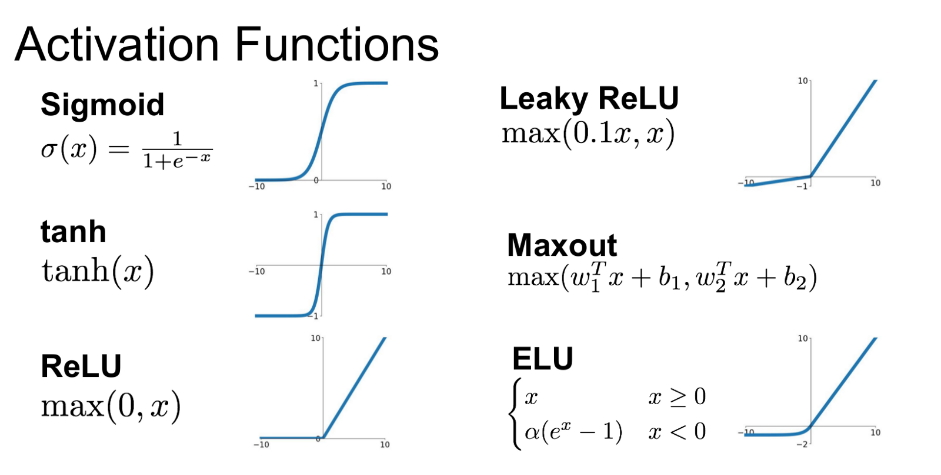 Activation Functions
Sigmoid
σ(x) = 1/(1+e^{-x})
1
0
-10
10
tanh
tanh(x)
1
-10
10
-1
ReLU
max(0, x)
10
0
-10
10
Leaky ReLU
max(0.1x, x)
10
-10
-1
10
Maxout
max(w_1^T x + b_1, w_2^T x + b_2)
ELU
{ x    x ≥ 0
α(e^x − 1)    x < 0
10
-10
-2
10